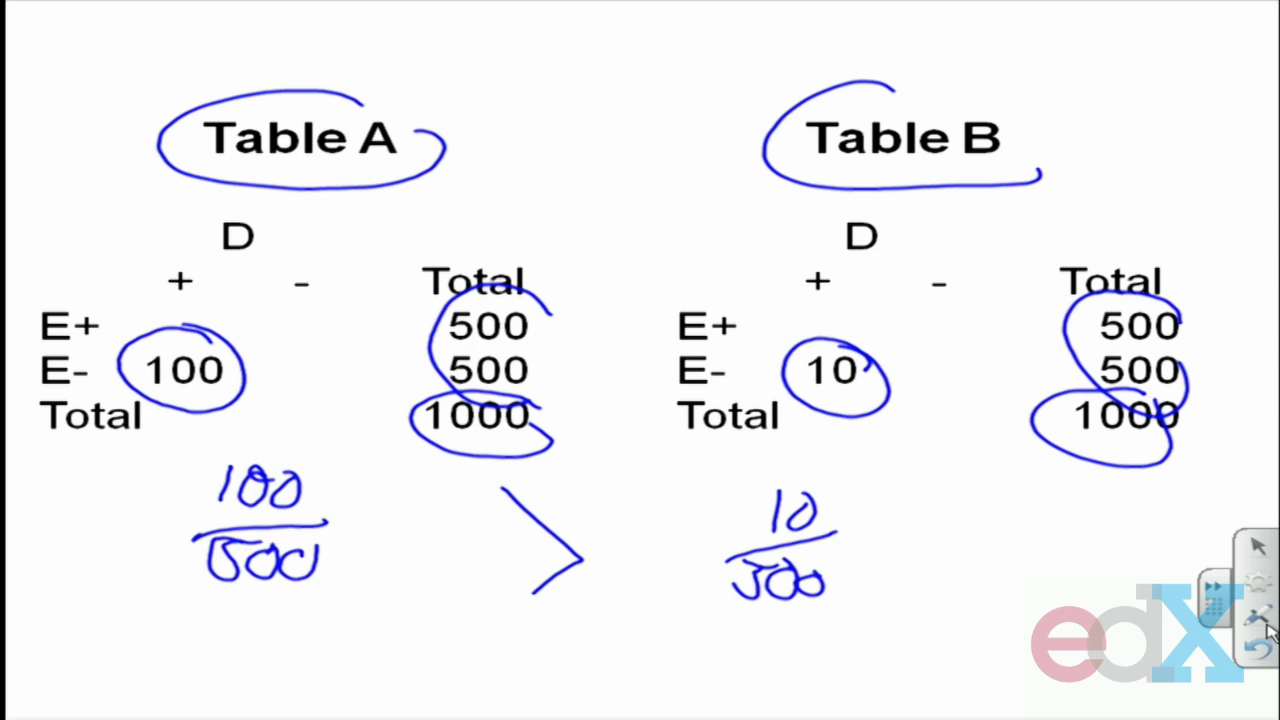 Table A Table B
D D
+ - Total + - Total
E+ 500 E+ 500
E- 100 500 E- 10 500
Total 1000 Total 1000
100 10
500 > 500
edX